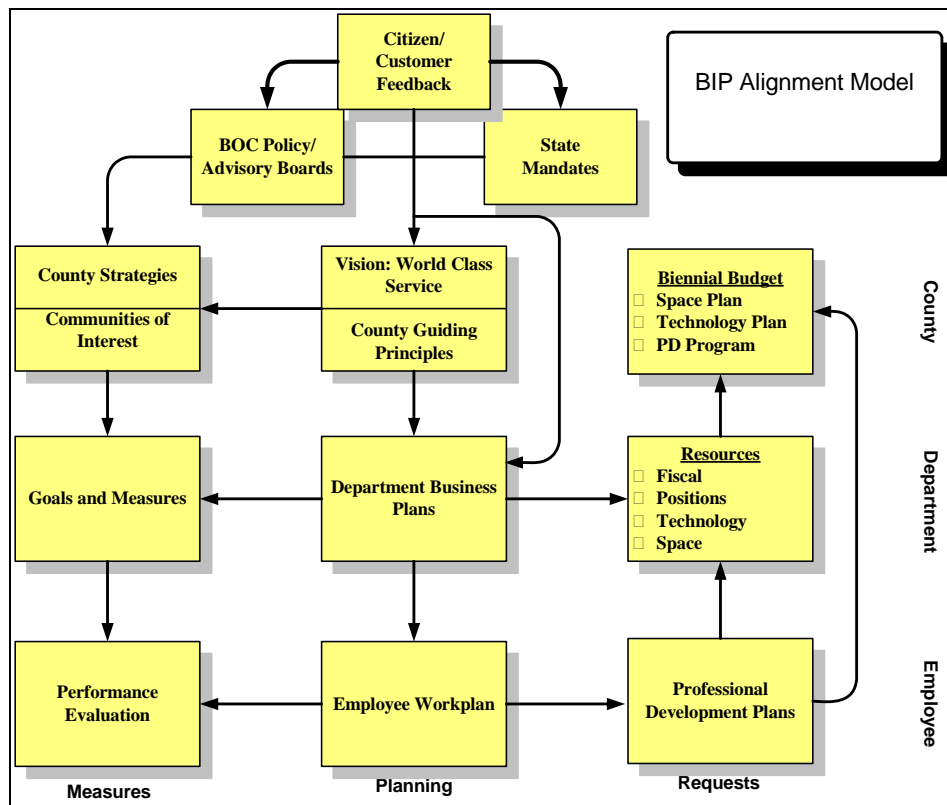 Citizen/
Customer
Feedback
BIP Alignment Model
BOC Policy/
Advisory Boards
State
Mandates
County Strategies
Communities of
Interest
Vision: World Class
Service
County Guiding
Principles
Biennial Budget
Space Plan
Technology Plan
PD Program
County
Goals and Measures
Department Business
Plans
Resources
Fiscal
Positions
Technology
Space
Department
Performance
Evaluation
Employee Workplan
Professional
Development Plans
Employee
Measures
Planning
Requests